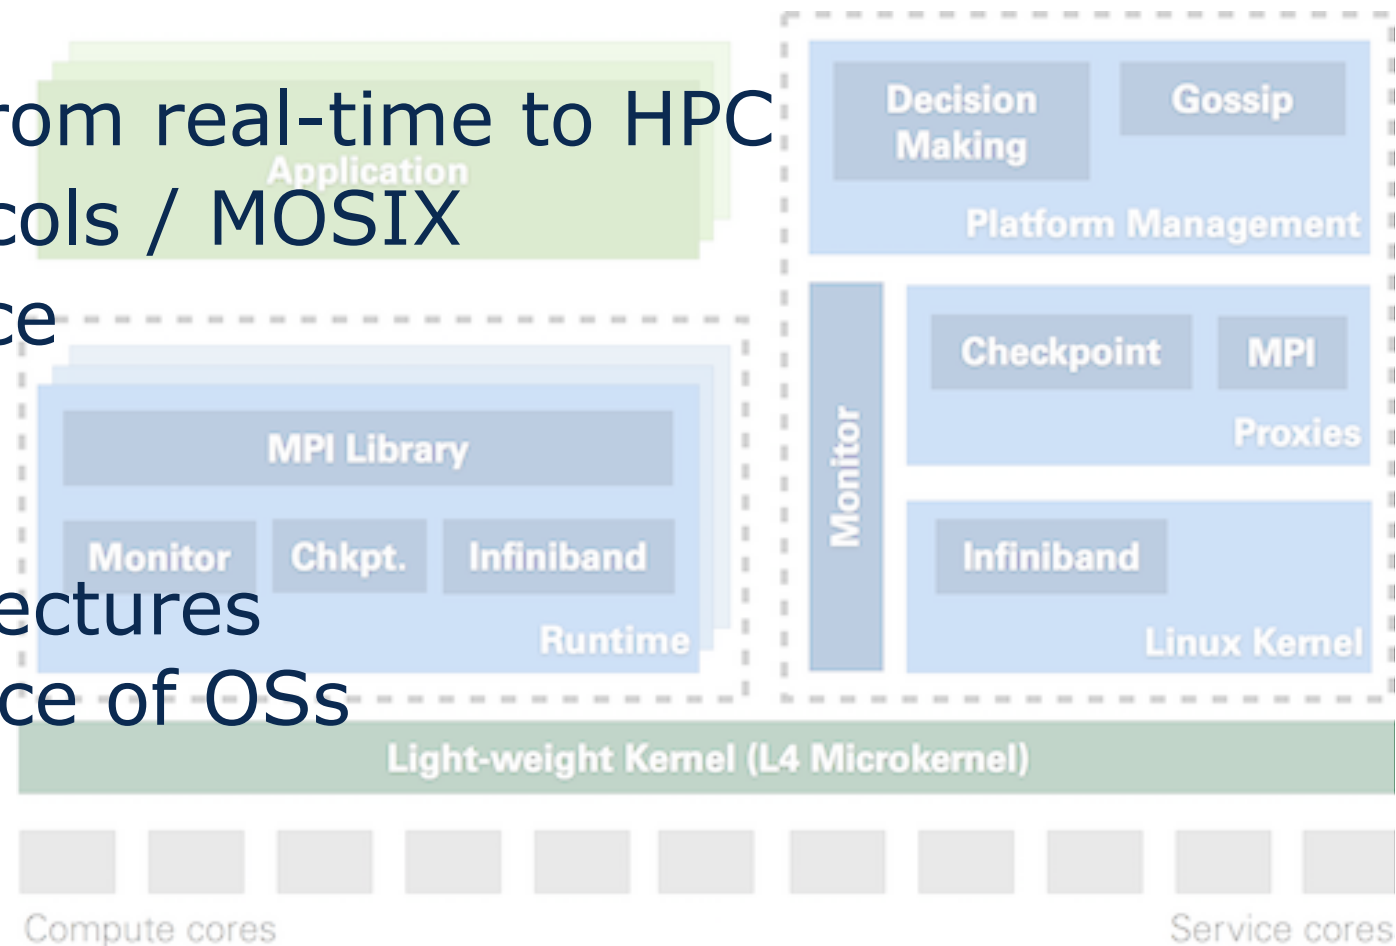 rom real-time to HPC
cols / MOSIX
ce
ectures
ce of OSs
Application
MPI Library
Monitor
Chkpt.
Infiniband
Runtime
Decision
Making
Gossip
Platform Management
Monitor
Checkpoint
MPI
Proxies
Infiniband
Linux Kernel
Light-weight Kernel (L4 Microkernel)
Compute cores
Service cores